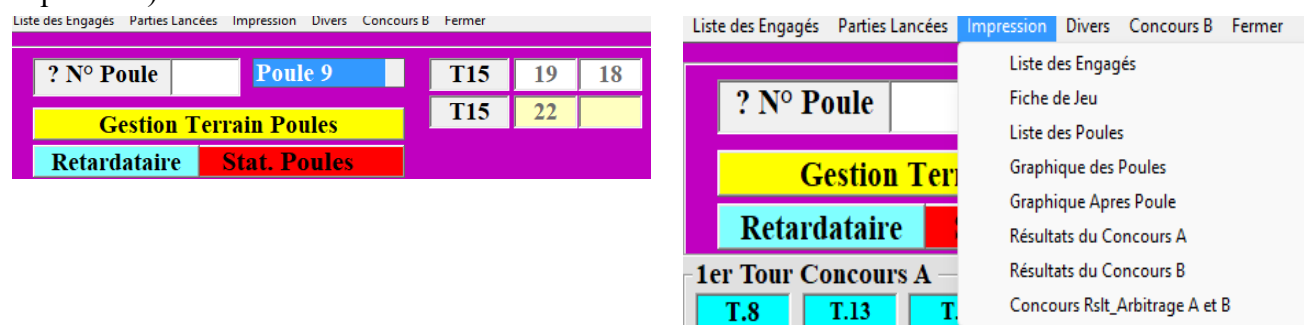 Liste des Engagés Parties Lancées Impression Divers Concours B Fermer
? N° Poule Poule 9 T15 19 18
T15 22
Gestion Terrain Poules
Retardataire Stat. Poules
Liste des Engagés Parties Lancées Impression Divers Concours B Fermer
Liste des Engagés
Fiche de Jeu
Liste des Poules
Graphique des Poules
Graphique Apres Poule
Résultats du Concours A
Résultats du Concours B
Concours Rslt_Arbitrage A et B
? N° Poule
Gestion Terr
Retardataire
1er Tour Concours A
T.8 T.13 T.